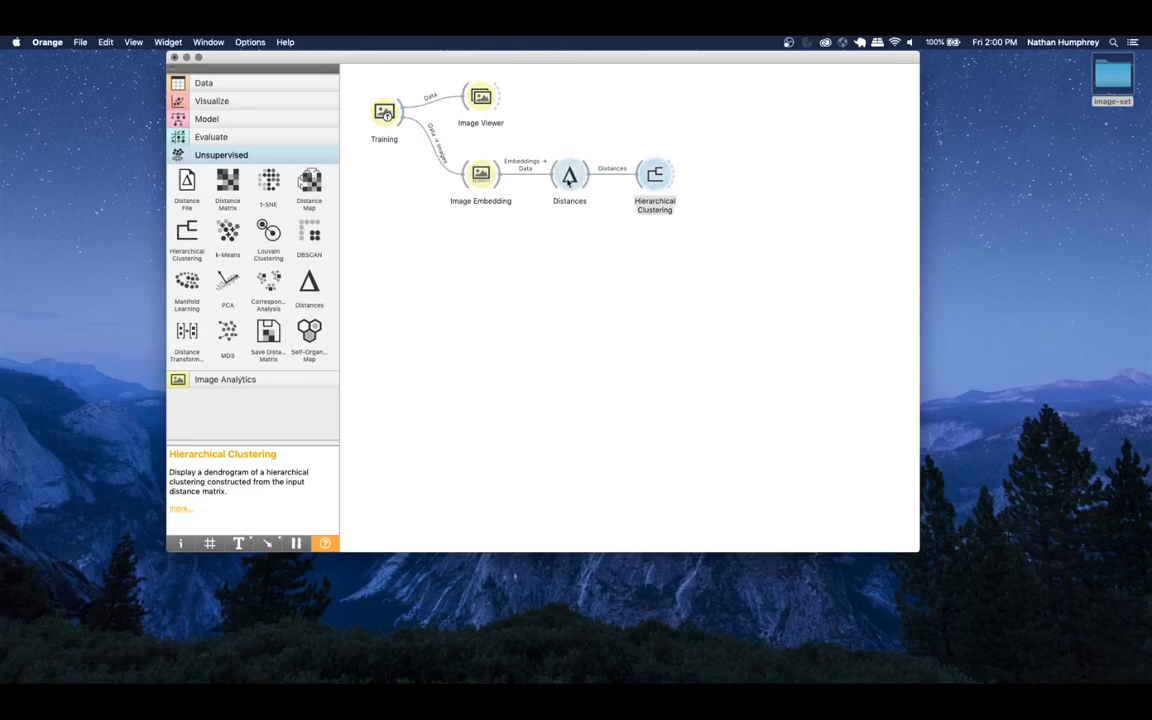 Orange File Edit View Widget Window Options Help
100% Fri 2:00 PM Nathan Humphrey
image-set
Data
Visualize
Model
Evaluate
Unsupervised
Distance File
Distance Matrix
t-SNE
Distance Map
Hierarchical Clustering
k-Means
Louvain Clustering
DBSCAN
Manifold Learning
PCA
Correspon... Analysis
Distances
Distance Transform...
MDS
Save Dista... Matrix
Self-Organ... Map
Image Analytics
Hierarchical Clustering
Display a dendrogram of a hierarchical
clustering constructed from the input
distance matrix.
more...
Training
Data
Image Viewer
Data → Images
Image Embedding
Embeddings →
Data
Distances
Distances
Hierarchical
Clustering